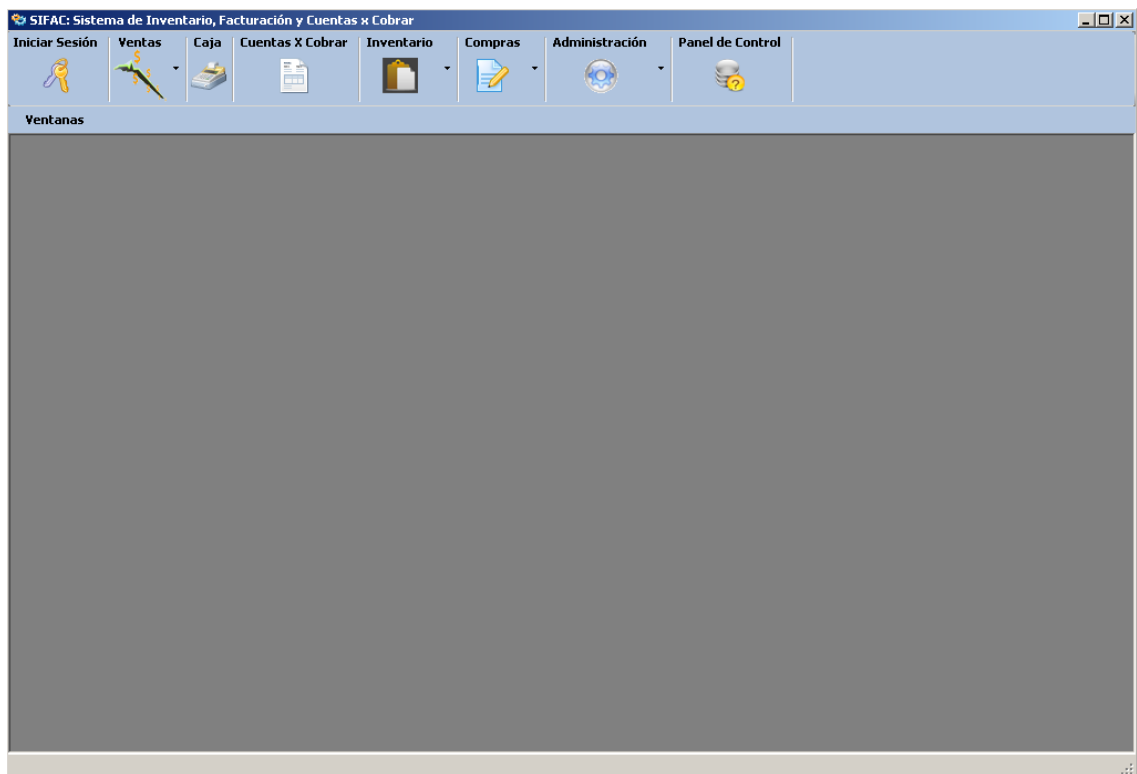 SIFAC: Sistema de Inventario, Facturación y Cuentas x Cobrar
Iniciar Sesión Ventas Caja Cuentas X Cobrar Inventario Compras Administración Panel de Control
Ventanas